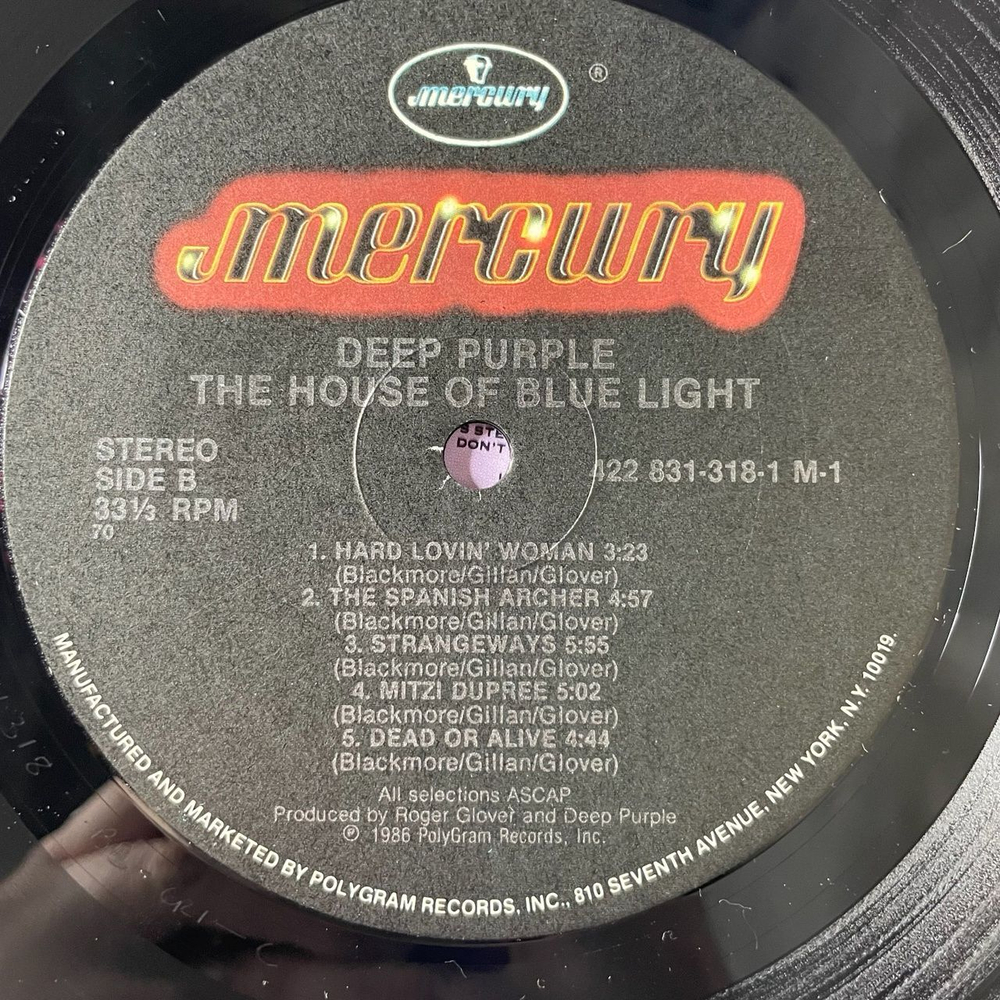 mercury ®
mercury
DEEP PURPLE
THE HOUSE OF BLUE LIGHT
S STE
DON'T
STEREO
SIDE B
33⅓ RPM
70
422 831-318-1 M-1
1. HARD LOVIN' WOMAN 3:23
(Blackmore/Gillan/Glover)
2. THE SPANISH ARCHER 4:57
(Blackmore/Gillan/Glover)
3. STRANGEWAYS 5:55
(Blackmore/Gillan/Glover)
4. MITZI DUPREE 5:02
(Blackmore/Gillan/Glover)
5. DEAD OR ALIVE 4:44
(Blackmore/Gillan/Glover)
All selections ASCAP
Produced by Roger Glover and Deep Purple
℗ 1986 PolyGram Records, Inc.
MANUFACTURED AND MARKETED BY POLYGRAM RECORDS, INC., 810 SEVENTH AVENUE, NEW YORK, N.Y. 10019.